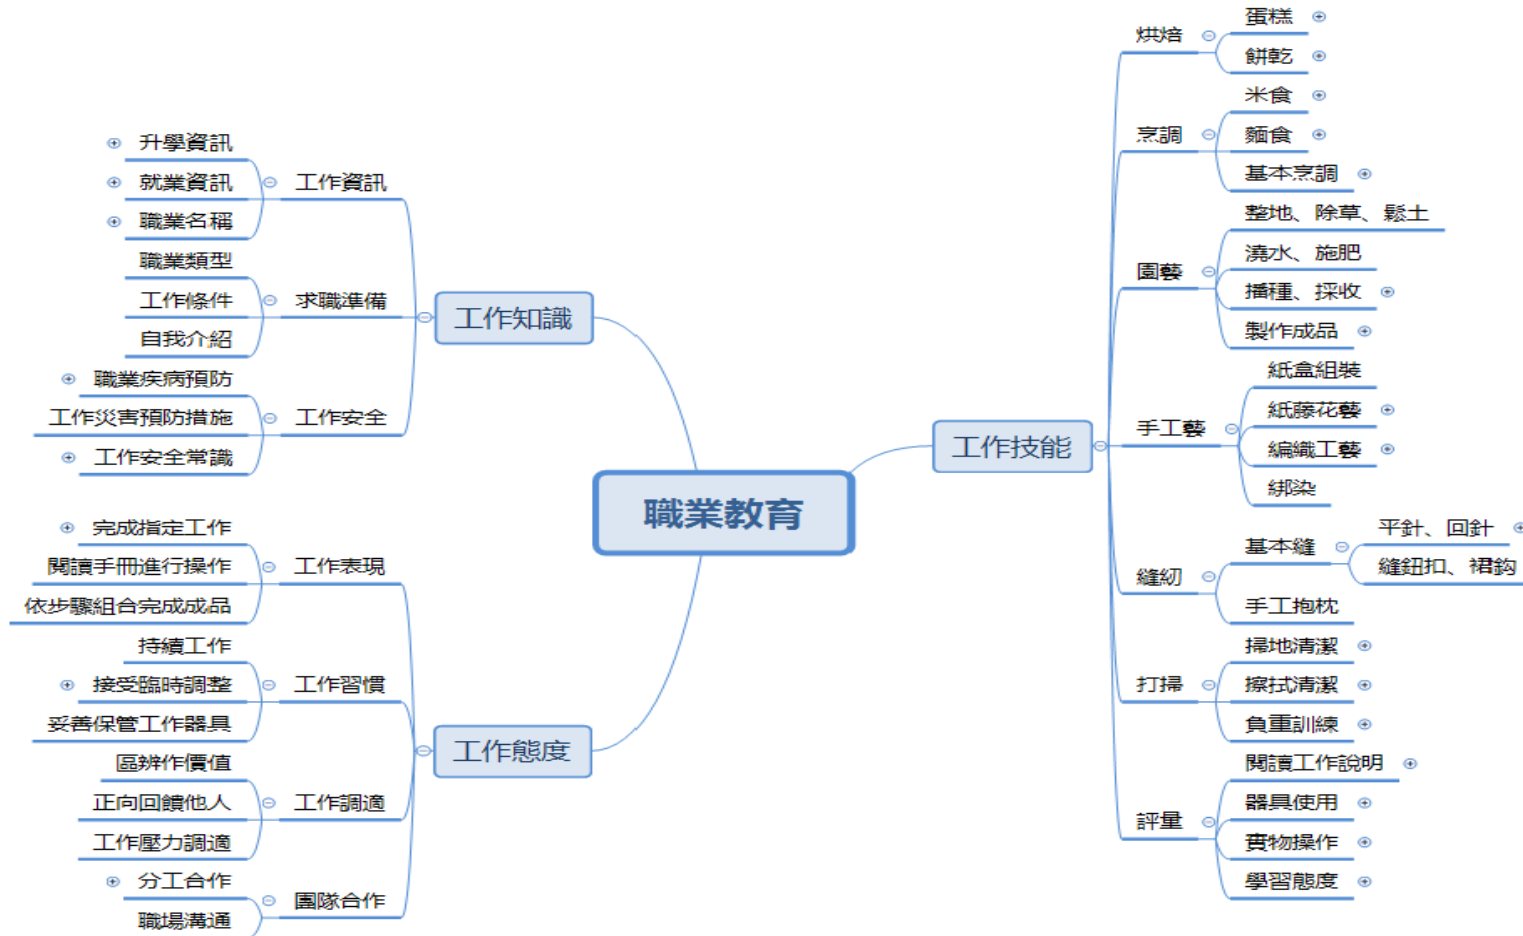 職業教育
工作知識
工作資訊
升學資訊
就業資訊
職業名稱
求職準備
職業類型
工作條件
自我介紹
工作安全
職業疾病預防
工作災害預防措施
工作安全常識
工作態度
工作表現
完成指定工作
閱讀手冊進行操作
依步驟組合完成成品
工作習慣
持續工作
接受臨時調整
妥善保管工作器具
工作調適
區辨作價值
正向回饋他人
工作壓力調適
團隊合作
分工合作
職場溝通
工作技能
烘焙
蛋糕
餅乾
烹調
米食
麵食
基本烹調
園藝
整地、除草、鬆土
澆水、施肥
播種、採收
製作成品
手工藝
紙盒組裝
紙藤花藝
編織工藝
綁染
縫紉
基本縫
平針、回針
縫鈕扣、裙鈎
手工抱枕
打掃
掃地清潔
擦拭清潔
負重訓練
評量
閱讀工作說明
器具使用
實物操作
學習態度